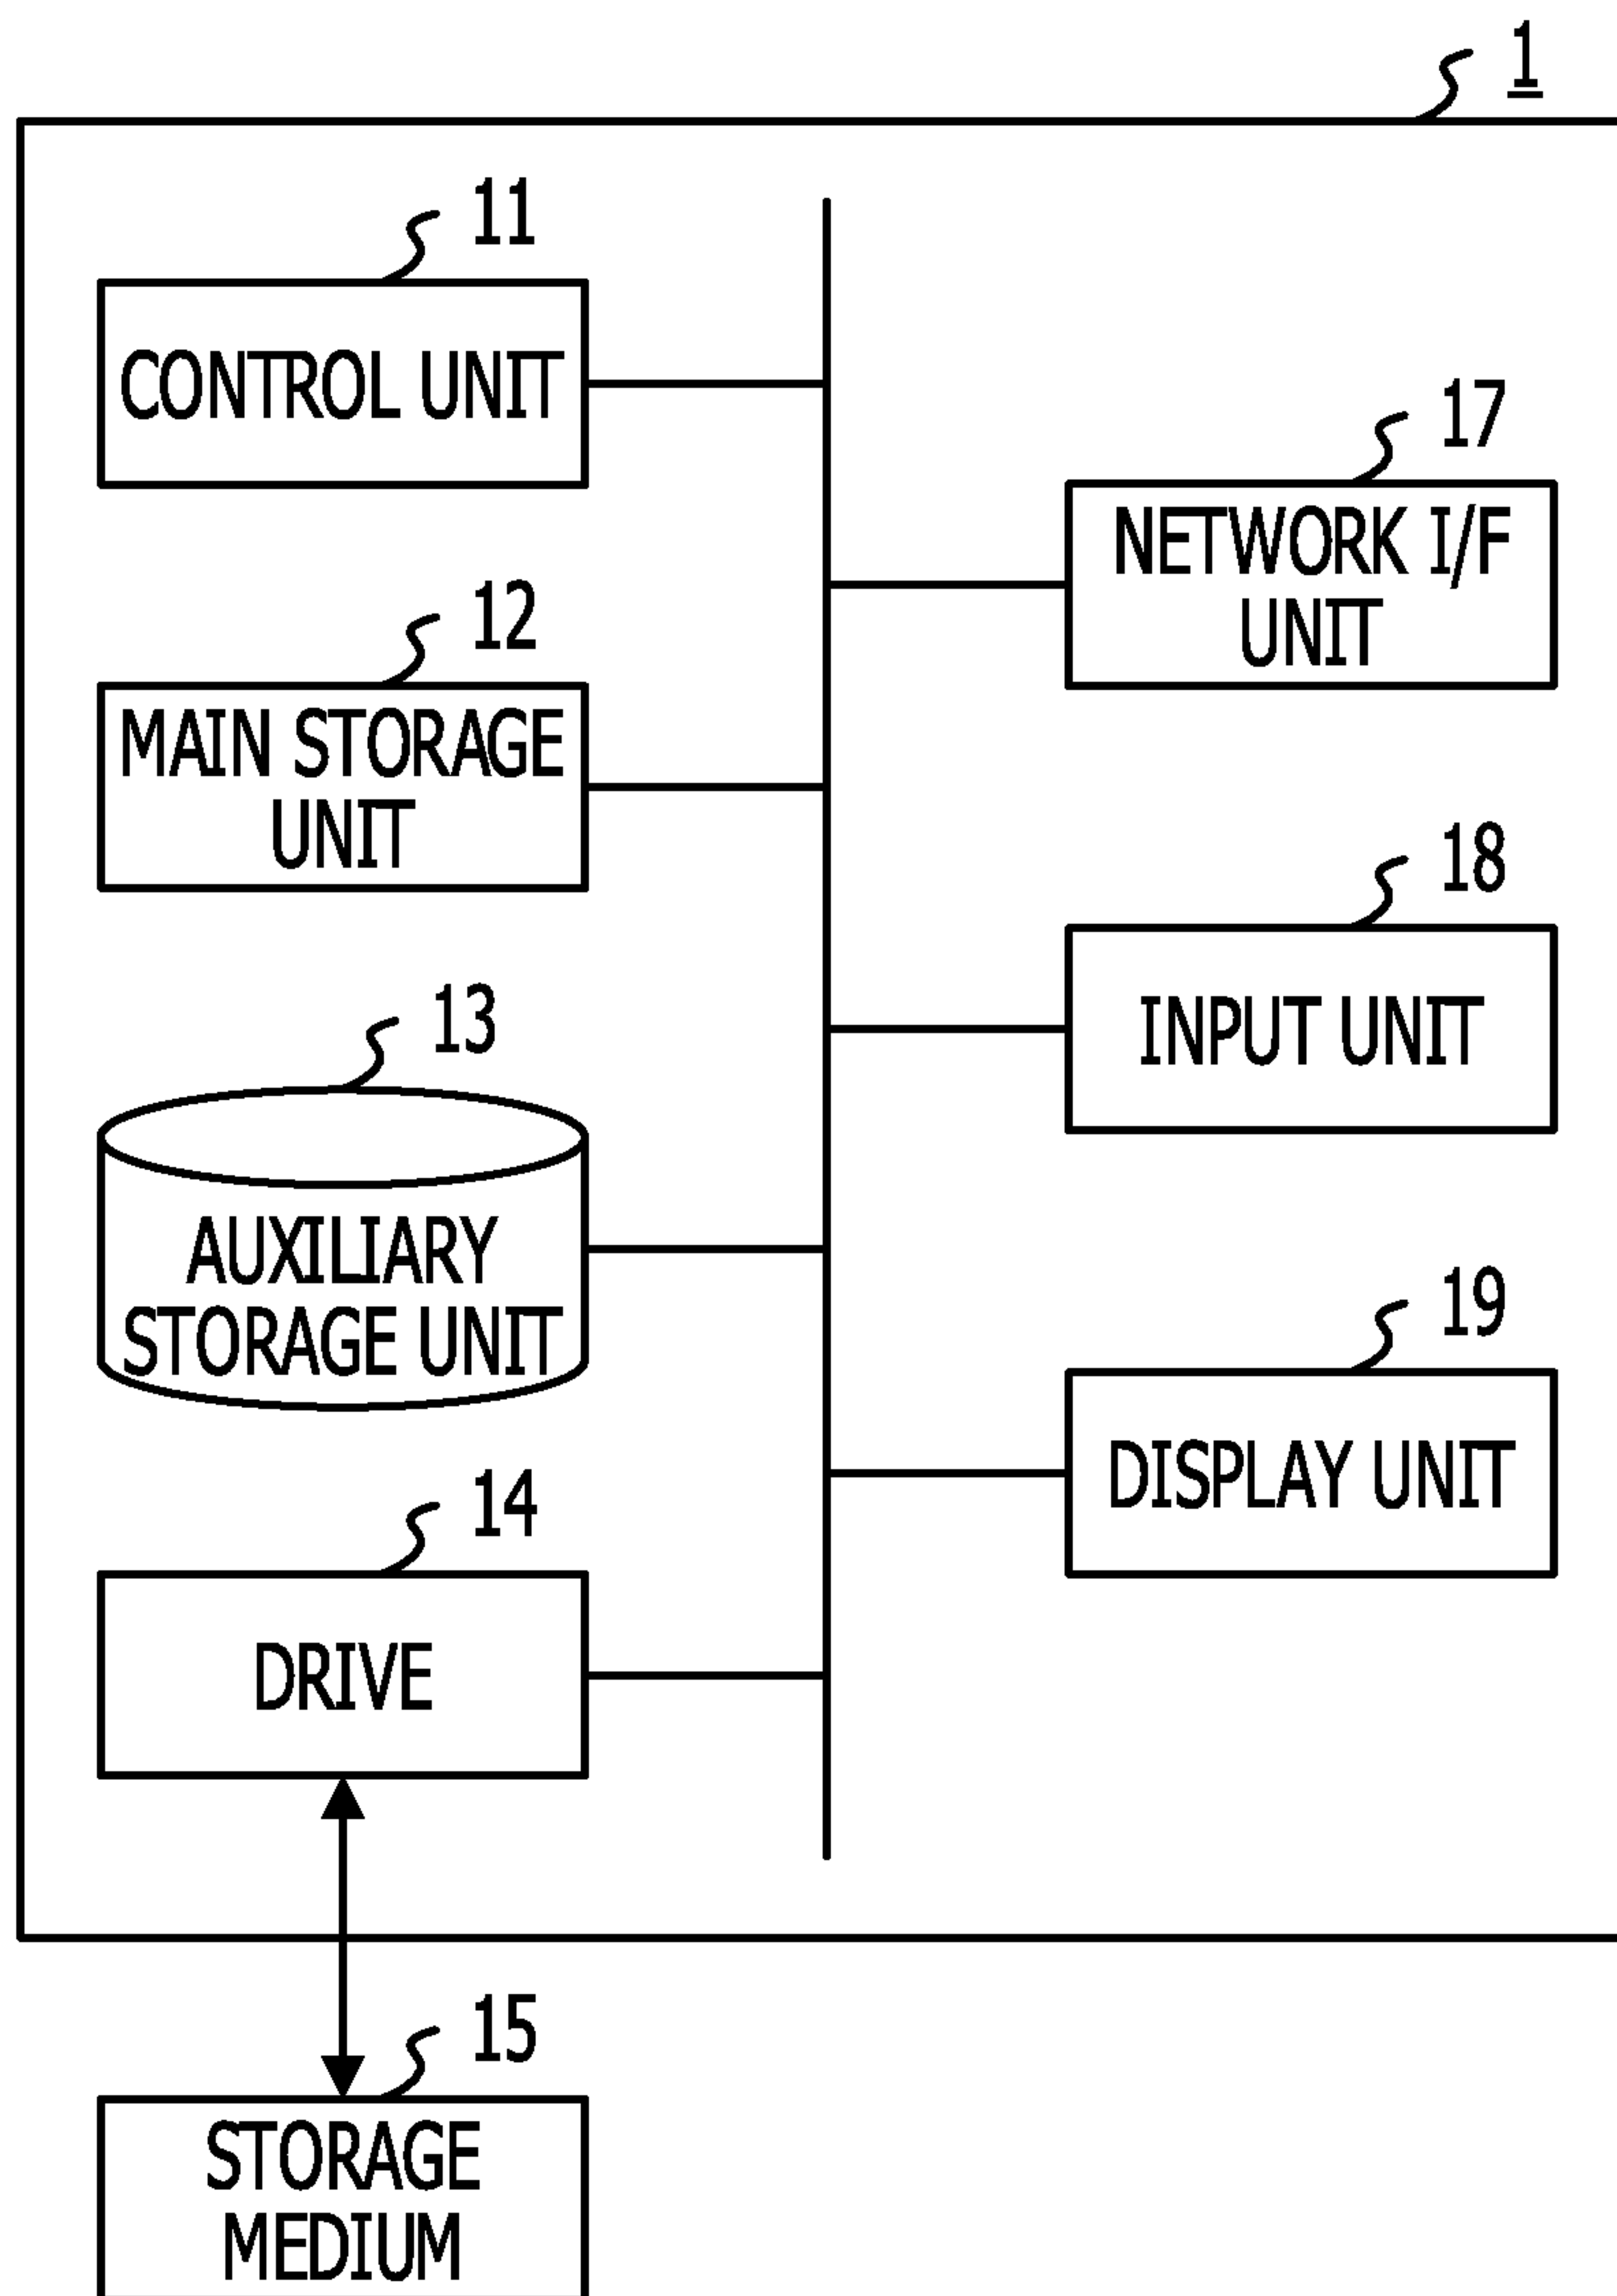 1
11
CONTROL UNIT
17
NETWORK I/F
UNIT
12
MAIN STORAGE
UNIT
18
INPUT UNIT
13
AUXILIARY
STORAGE UNIT
19
DISPLAY UNIT
14
DRIVE
15
STORAGE
MEDIUM